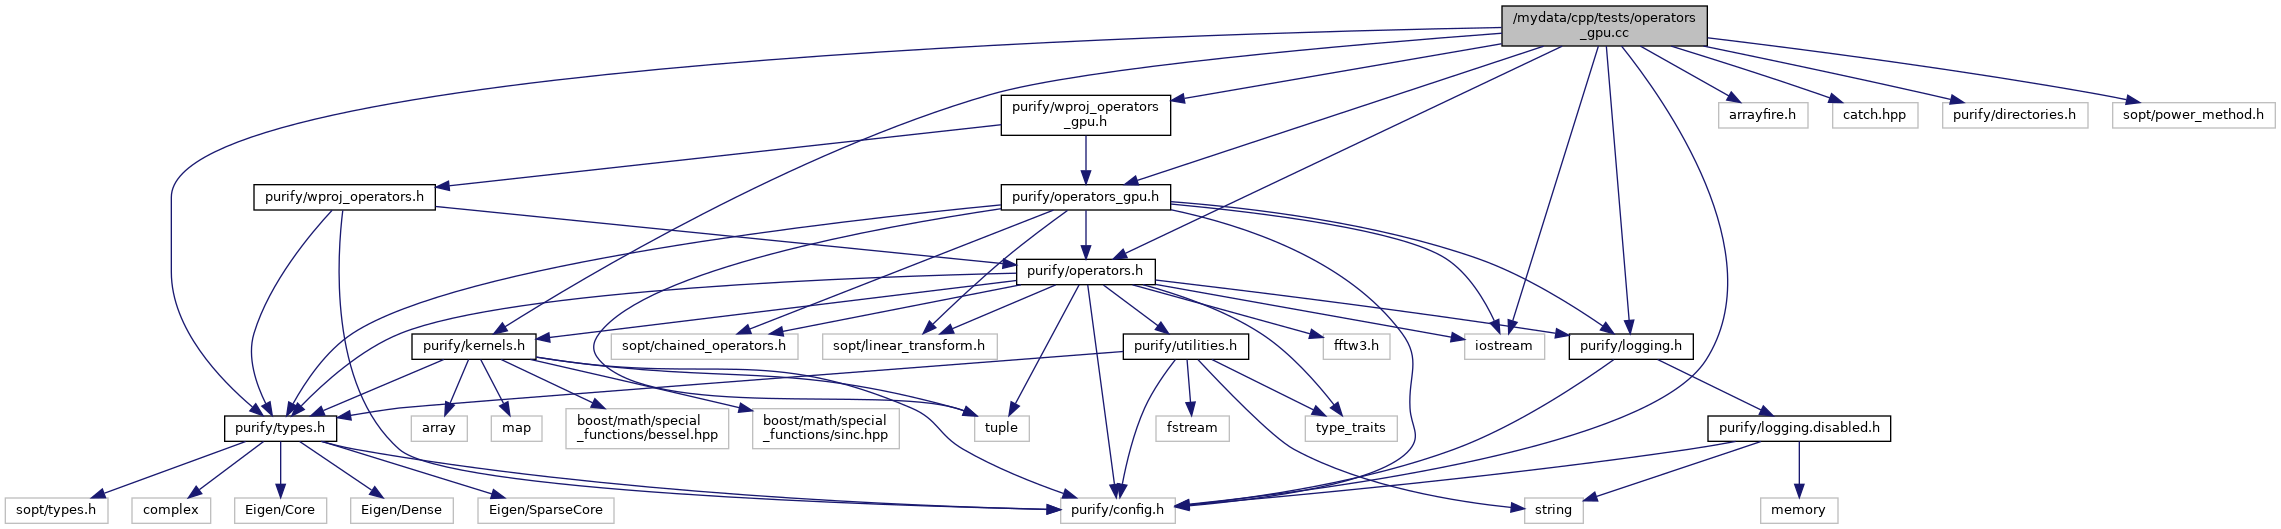 /mydata/cpp/tests/operators
_gpu.cc
purify/wproj_operators
_gpu.h
arrayfire.h
catch.hpp
purify/directories.h
sopt/power_method.h
purify/wproj_operators.h
purify/operators_gpu.h
purify/operators.h
purify/kernels.h
sopt/chained_operators.h
sopt/linear_transform.h
purify/utilities.h
fftw3.h
iostream
purify/logging.h
purify/types.h
array
map
boost/math/special
_functions/bessel.hpp
boost/math/special
_functions/sinc.hpp
tuple
fstream
type_traits
purify/logging.disabled.h
sopt/types.h
complex
Eigen/Core
Eigen/Dense
Eigen/SparseCore
purify/config.h
string
memory